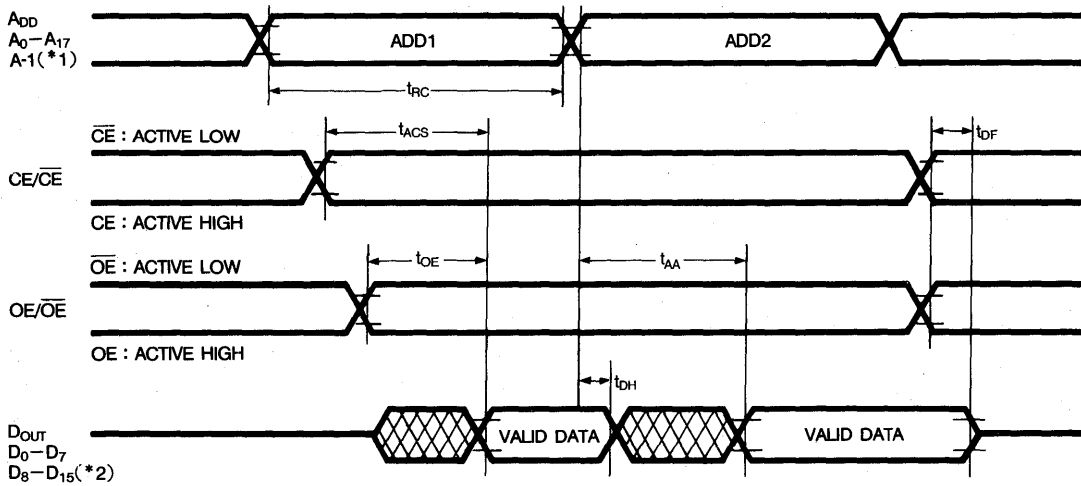 ADD
A0–A17
A-1(*1)
ADD1
ADD2
tRC
CE : ACTIVE LOW
tACS
tDF
CE/CE
CE : ACTIVE HIGH
OE : ACTIVE LOW
tOE
tAA
OE/OE
OE : ACTIVE HIGH
tDH
DOUT
D0–D7
D8–D15(*2)
VALID DATA
VALID DATA